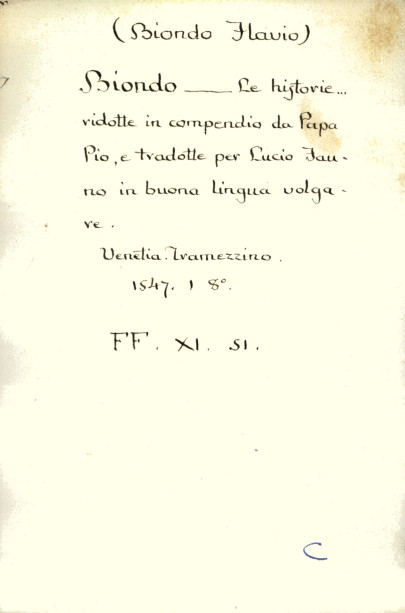 (Biondo Flavio)
Biondo ___ Le historie...
ridotte in compendio da Papa
Pio, e tradotte per Lucio Fau-
no in buona lingua volga-
re.
Venetia. Tramezzino.
1547. 1 8°.
FF. XI. 51.
C